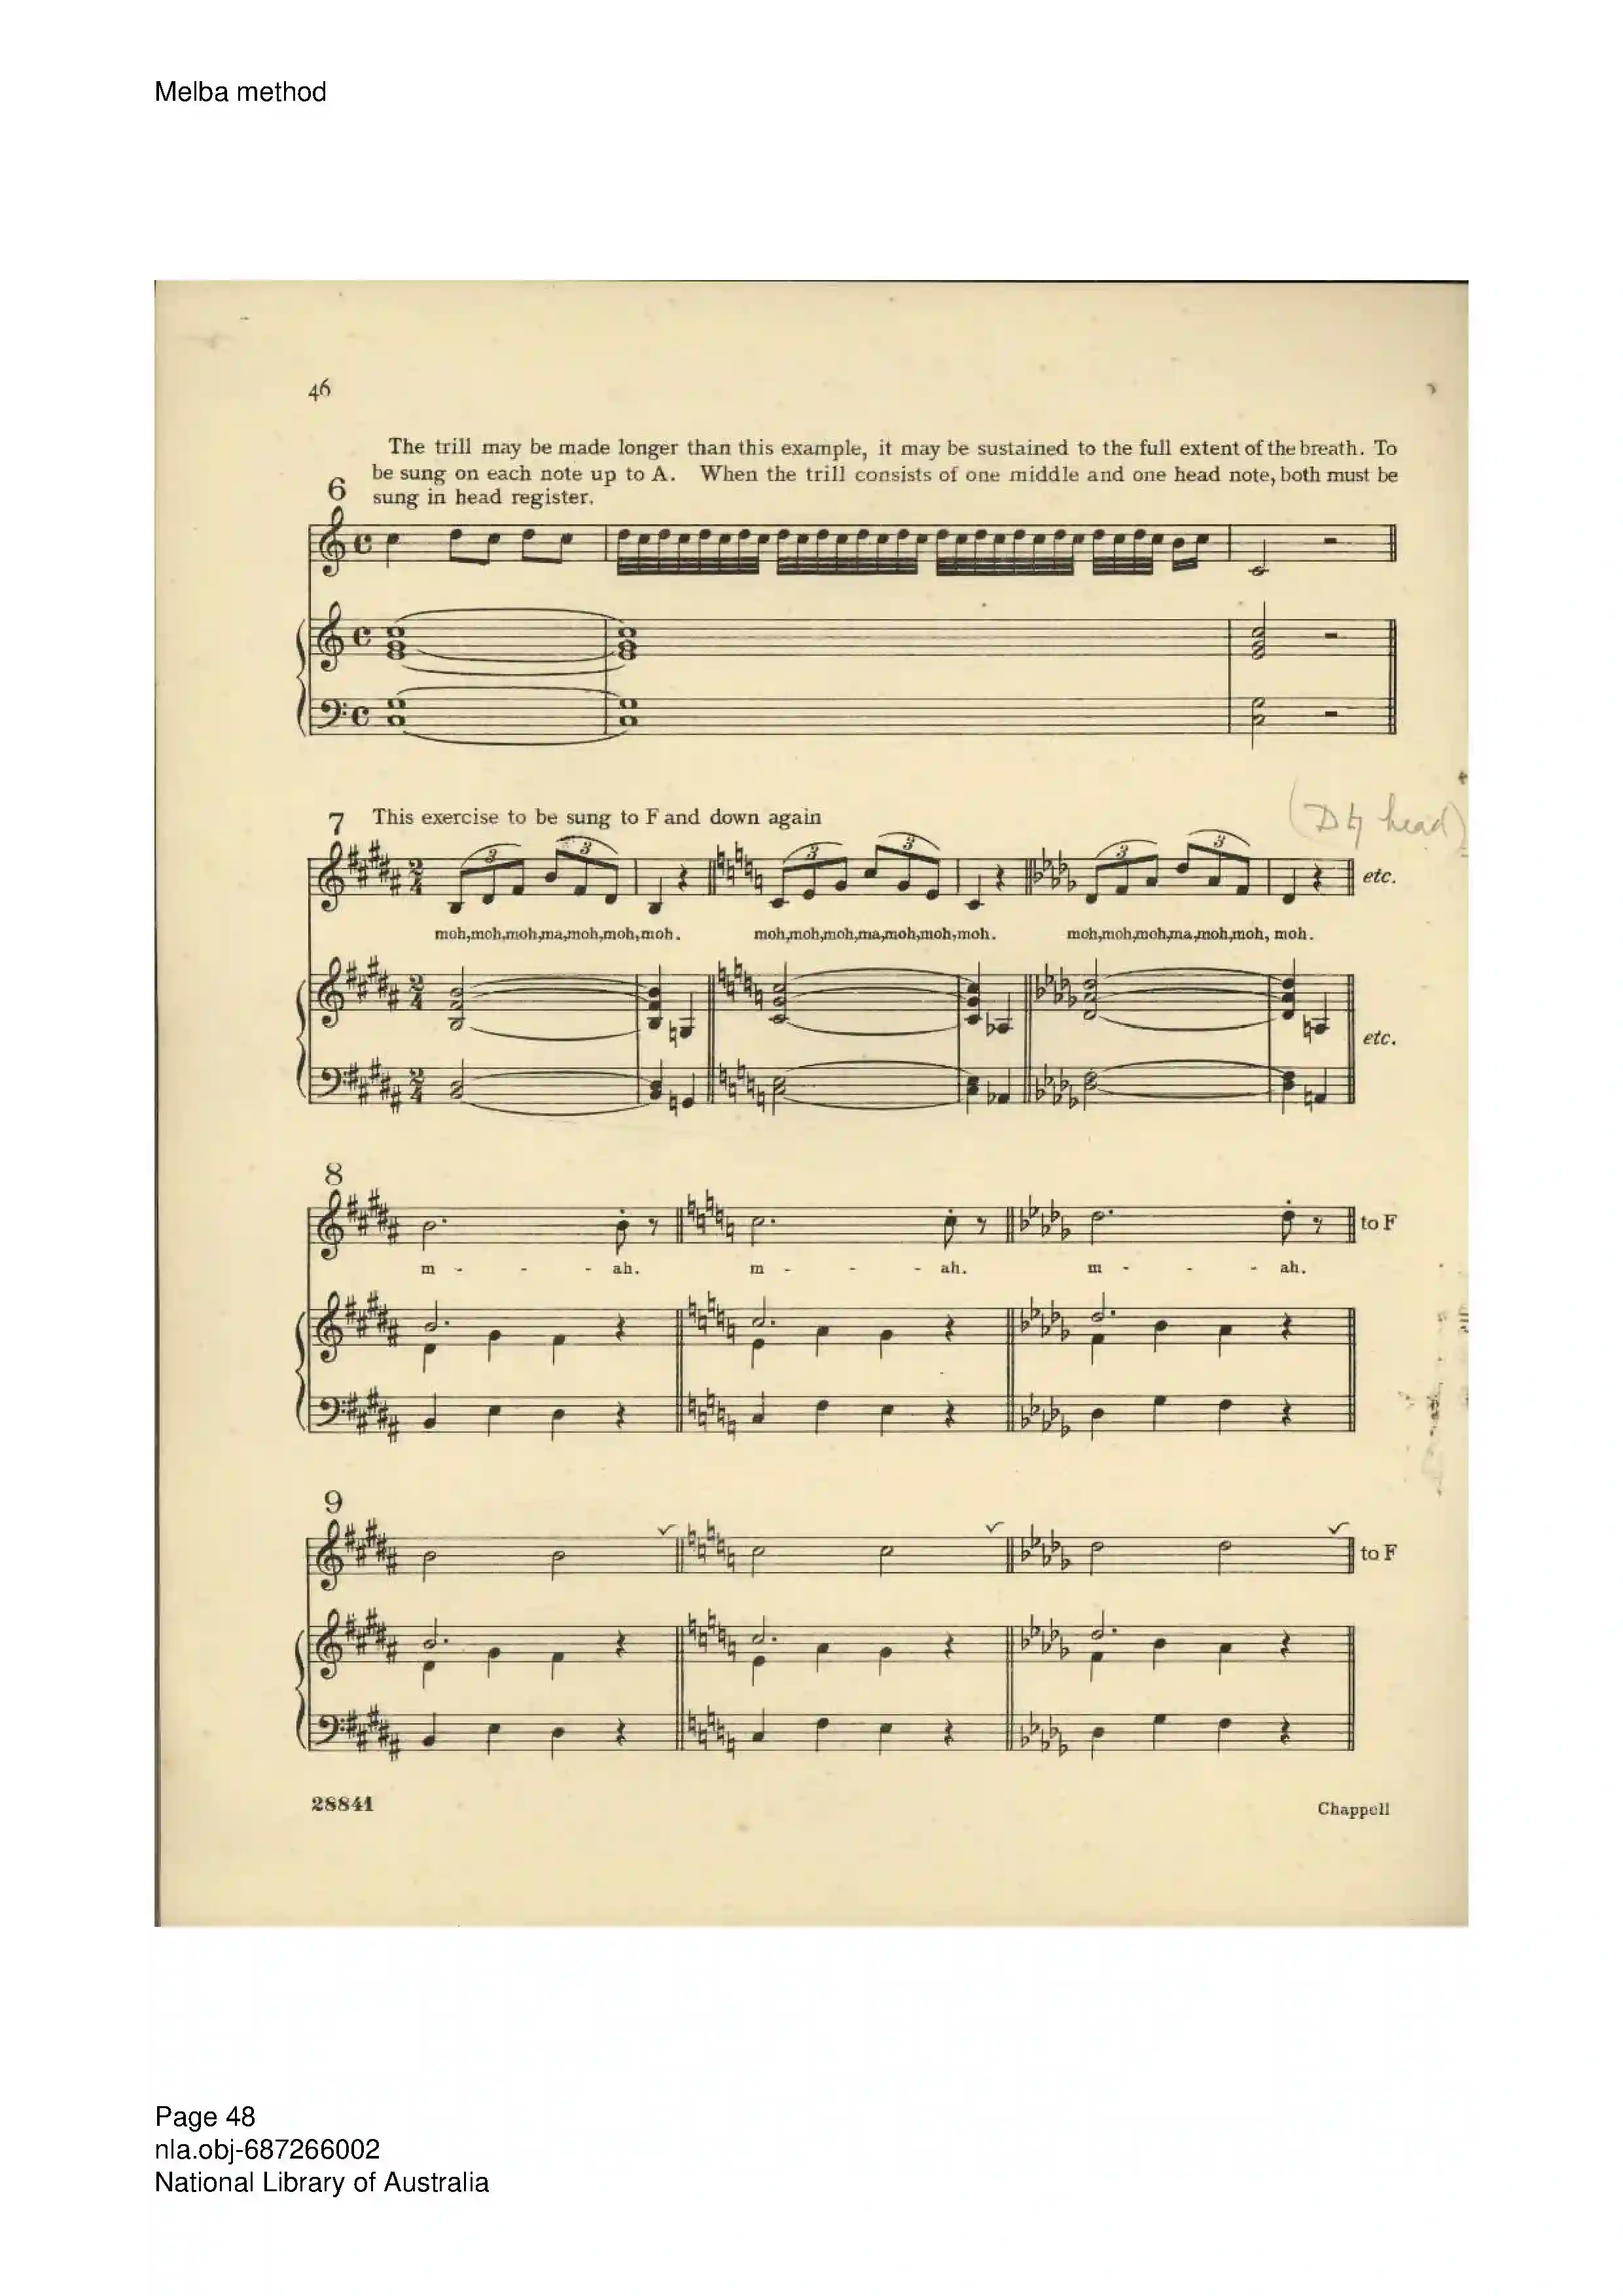 Melba method
46
The trill may be made longer than this example, it may be sustained to the full extent of the breath. To
6 be sung on each note up to A. When the trill consists of one middle and one head note, both must be
sung in head register.
7 This exercise to be sung to F and down again
(D♮ head)
3 3 3 3 3 3
etc.
moh,moh,moh,ma,moh,moh,moh. moh,moh,moh,ma,moh,moh,moh. moh,moh,moh,ma,moh,moh, moh.
etc.
8
to F
m - - - ah. m - - - ah. m - - - ah.
9
to F
28841
Chappell
Page 48
nla.obj-687266002
National Library of Australia